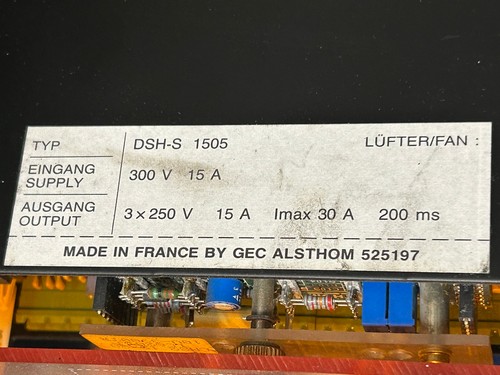 TYP DSH-S 1505 LÜFTER/FAN :
EINGANG
SUPPLY 300 V 15 A
AUSGANG
OUTPUT 3 × 250 V 15 A Imax 30 A 200 ms
MADE IN FRANCE BY GEC ALSTHOM 525197